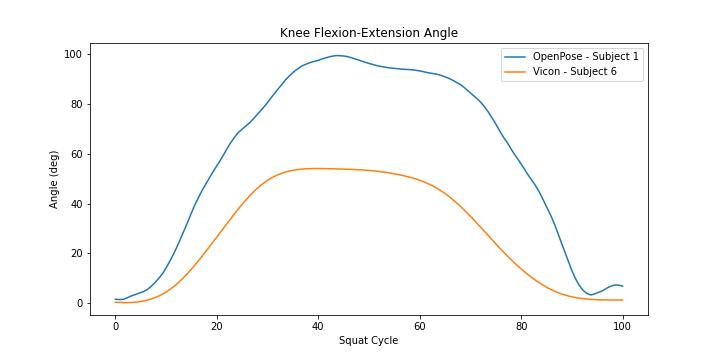 Knee Flexion-Extension Angle
OpenPose - Subject 1
Vicon - Subject 6
Angle (deg)
100
80
60
40
20
0
0 20 40 60 80 100
Squat Cycle